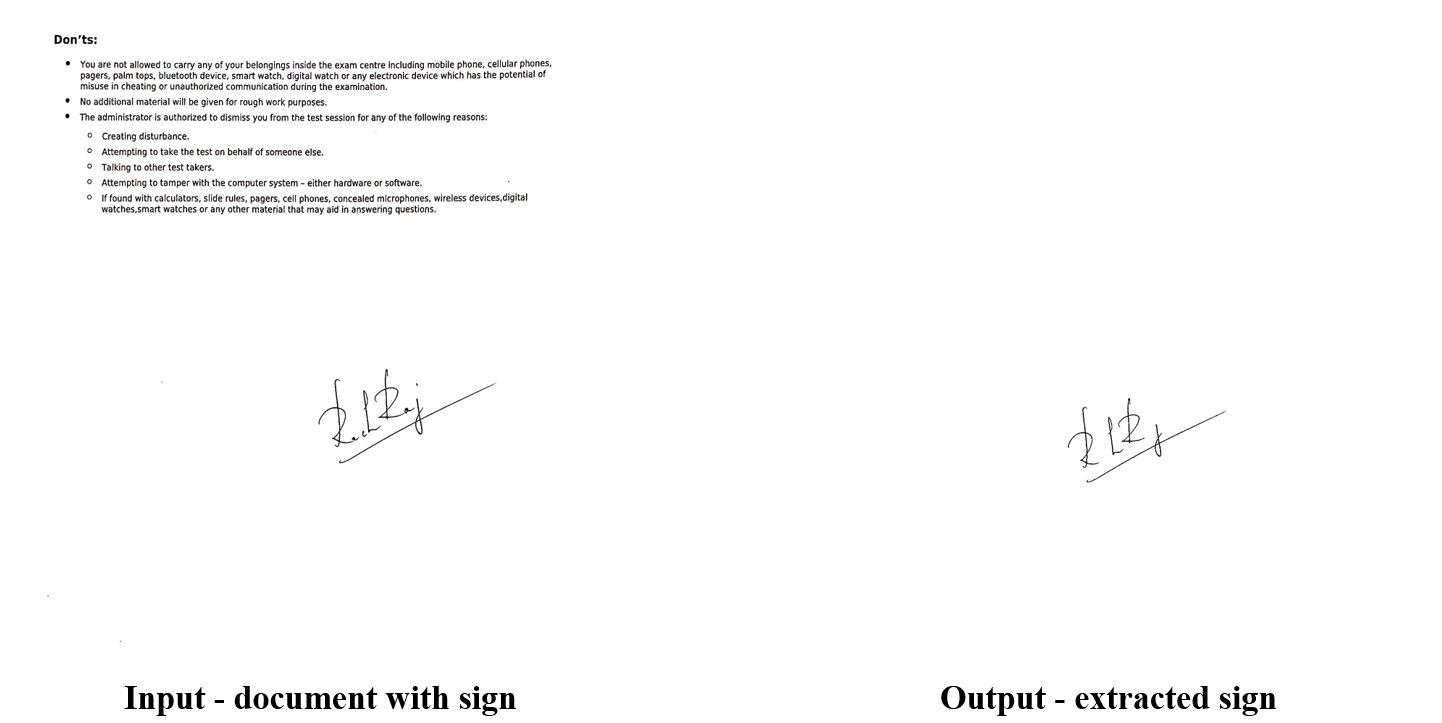 Don'ts:
• You are not allowed to carry any of your belongings inside the exam centre including mobile phone, cellular phones,
pagers, palm tops, bluetooth device, smart watch, digital watch or any electronic device which has the potential of
misuse in cheating or unauthorized communication during the examination.
• No additional material will be given for rough work purposes.
• The administrator is authorized to dismiss you from the test session for any of the following reasons:
o Creating disturbance.
o Attempting to take the test on behalf of someone else.
o Talking to other test takers.
o Attempting to tamper with the computer system – either hardware or software.
o If found with calculators, slide rules, pagers, cell phones, concealed microphones, wireless devices,digital
watches,smart watches or any other material that may aid in answering questions.
Input - document with sign
Output - extracted sign